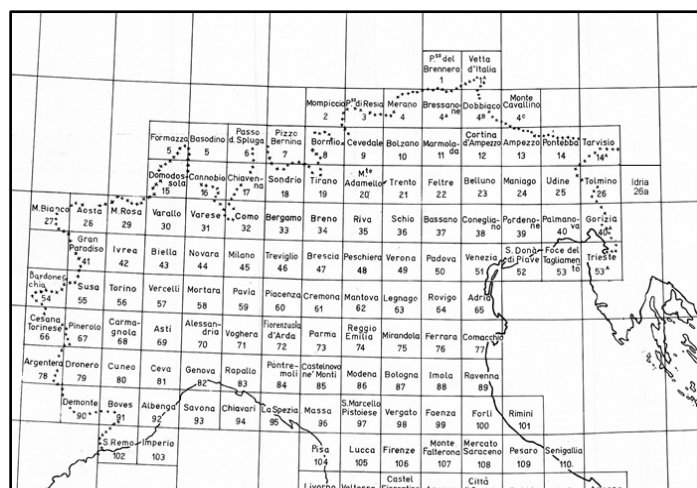 P.so del
Brennero
1
Vetta
d'Italia
1A
Mompiccia
2
P.so di Resia
3
Merano
4
Bressanone
4A
Dobbiaco
4B
Monte
Cavallino
4C
Formazza
5
Basodino
5
Passo
d. Spluga
6
Pizzo
Bernina
7
Bormio
8
Cevedale
9
Bolzano
10
Marmolada
11
Cortina
d'Ampezzo
12
Ampezzo
13
Pontebba
14
Tarvisio
14A
Domodossola
15
Cannobio
16
Chiavenna
17
Sondrio
18
Tirano
19
M.te
Adamello
20
Trento
21
Feltre
22
Belluno
23
Maniago
24
Udine
25
Tolmino
26
Idria
26a
M.Bianco
27
Aosta
28
M.Rosa
29
Varallo
30
Varese
31
Como
32
Bergamo
33
Breno
34
Riva
35
Schio
36
Bassano
37
Conegliano
38
Pordenone
39
Palmanova
40
Gorizia
40A
Gran
Paradiso
41
Ivrea
42
Biella
43
Novara
44
Milano
45
Treviglio
46
Brescia
47
Peschiera
48
Verona
49
Padova
50
Venezia
51
S. Donà
di Piave
52
Foce del
Tagliamento
53
Trieste
53A
Bardonecchia
54
Susa
55
Torino
56
Vercelli
57
Mortara
58
Pavia
59
Piacenza
60
Cremona
61
Mantova
62
Legnago
63
Rovigo
64
Adria
65
Cesana
Torinese
66
Pinerolo
67
Carmagnola
68
Asti
69
Alessandria
70
Voghera
71
Fiorenzuola
d'Arda
72
Parma
73
Reggio
Emilia
74
Mirandola
75
Ferrara
76
Comacchio
77
Argentera
78
Dronero
79
Cuneo
80
Ceva
81
Genova
82
Rapallo
83
Pontremoli
84
Castelnovo
ne' Monti
85
Modena
86
Bologna
87
Imola
88
Ravenna
89
Demonte
90
Boves
91
Albenga
92
Savona
93
Chiavari
94
La Spezia
95
Massa
96
S.Marcello
Pistoiese
97
Vergato
98
Faenza
99
Forlì
100
Rimini
101
S.Remo
102
Imperia
103
Pisa
104
Lucca
105
Firenze
106
Monte
Falterona
107
Mercato
Saraceno
108
Pesaro
109
Senigallia
110
Castel
Città